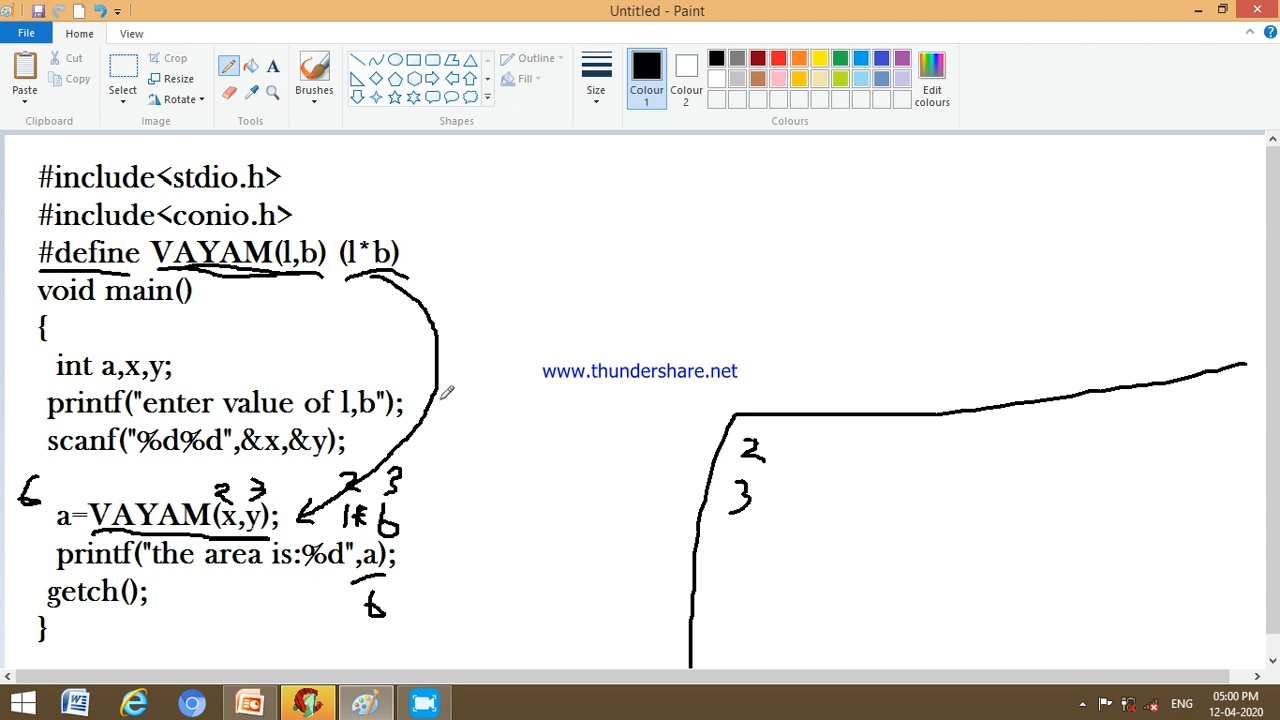 Untitled - Paint
File Home View
Paste
Cut
Copy
Clipboard
Select
Crop
Resize
Rotate
Image
A
Tools
Brushes
Shapes
Outline
Fill
Size
Colour 1
Colour 2
Edit colours
Colours
#include<stdio.h>
#include<conio.h>
#define VAYAM(l,b) (l*b)
void main()
{
int a,x,y;
printf("enter value of l,b");
scanf("%d%d",&x,&y);
6 2 3 2 3
a=VAYAM(x,y); l* b
printf("the area is:%d",a);
6
getch();
}
www.thundershare.net
2
3
ENG
05:00 PM
12-04-2020